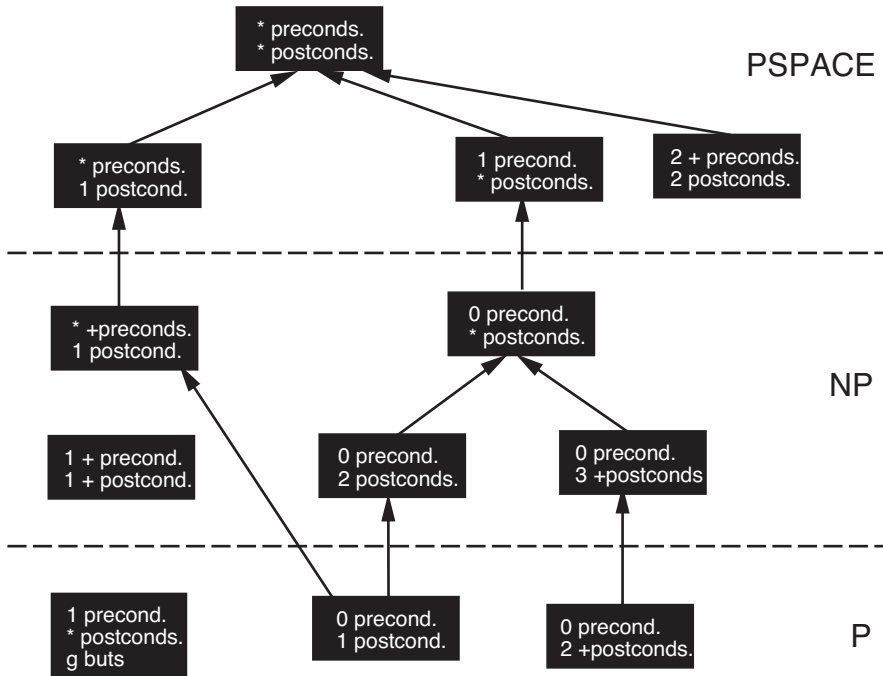 * preconds.
* postconds.
PSPACE
* preconds.
1 postcond.
1 precond.
* postconds.
2 + preconds.
2 postconds.
* +preconds.
1 postcond.
0 precond.
* postconds.
NP
1 + precond.
1 + postcond.
0 precond.
2 postconds.
0 precond.
3 +postconds
1 precond.
* postconds.
g buts
0 precond.
1 postcond.
0 precond.
2 +postconds.
P